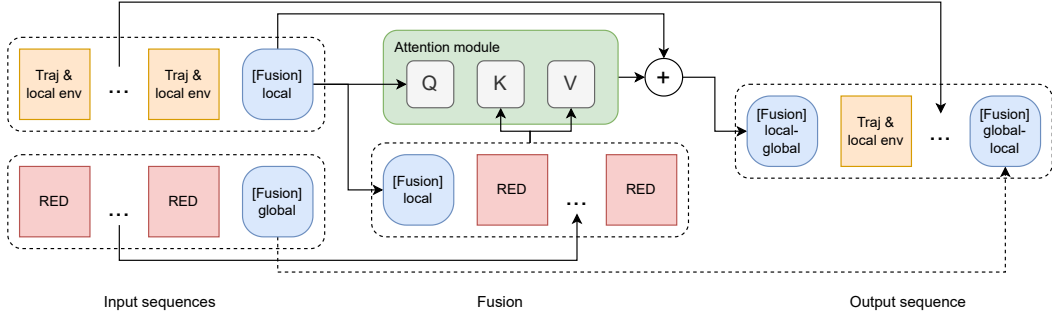 Traj &
local env
...
Traj &
local env
[Fusion]
local
RED
...
RED
[Fusion]
global
Input sequences
Attention module
Q
K
V
+
[Fusion]
local
RED
...
RED
Fusion
[Fusion]
local-
global
Traj &
local env
...
[Fusion]
global-
local
Output sequence